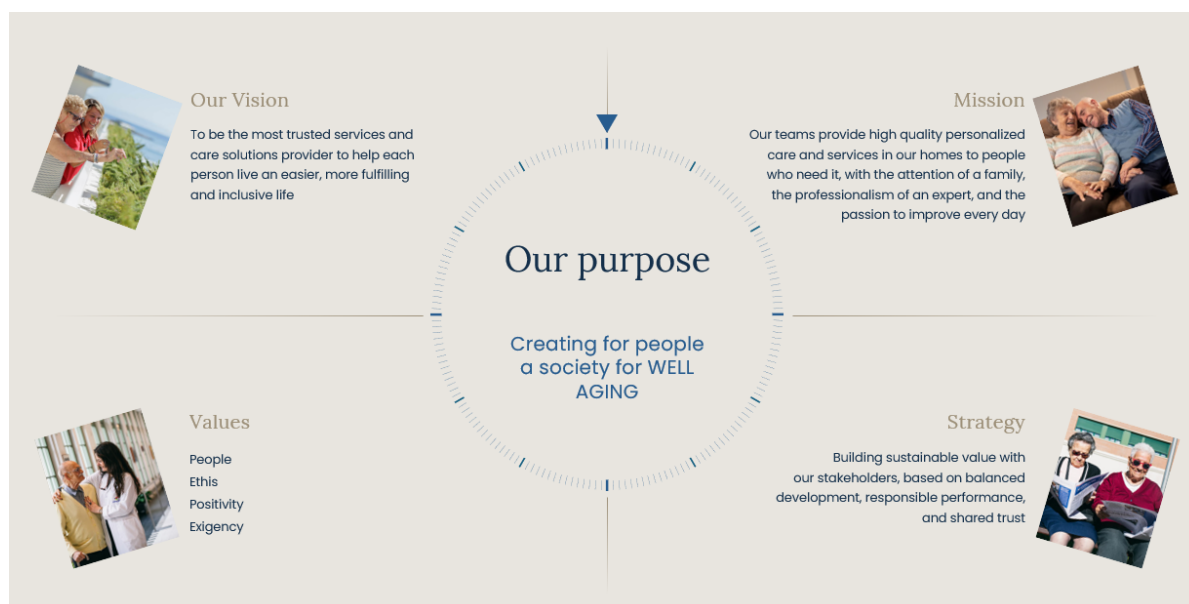 Our Vision
To be the most trusted services and
care solutions provider to help each
person live an easier, more fulfilling
and inclusive life
Mission
Our teams provide high quality personalized
care and services in our homes to people
who need it, with the attention of a family,
the professionalism of an expert, and the
passion to improve every day
Our purpose
Creating for people
a society for WELL
AGING
Values
People
Ethis
Positivity
Exigency
Strategy
Building sustainable value with
our stakeholders, based on balanced
development, responsible performance,
and shared trust